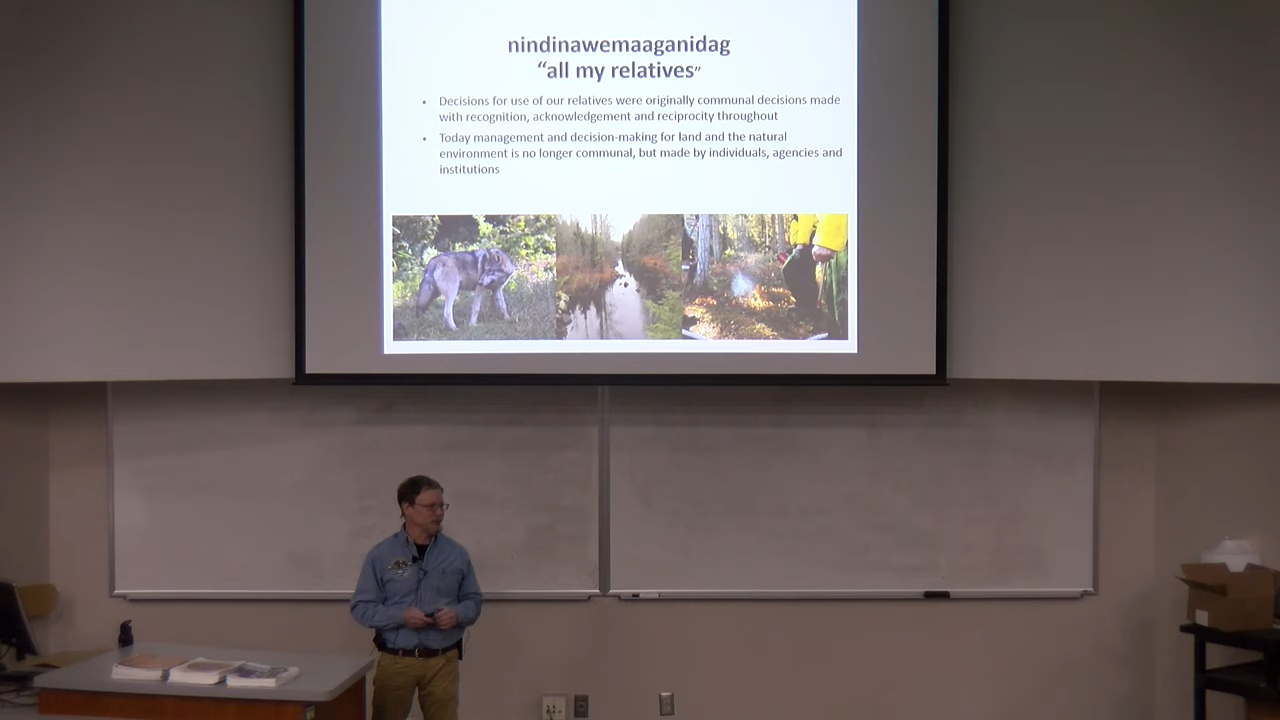 nindinawemaaganidag
“all my relatives”
• Decisions for use of our relatives were originally communal decisions made
with recognition, acknowledgement and reciprocity throughout
• Today management and decision-making for land and the natural
environment is no longer communal, but made by individuals, agencies and
institutions